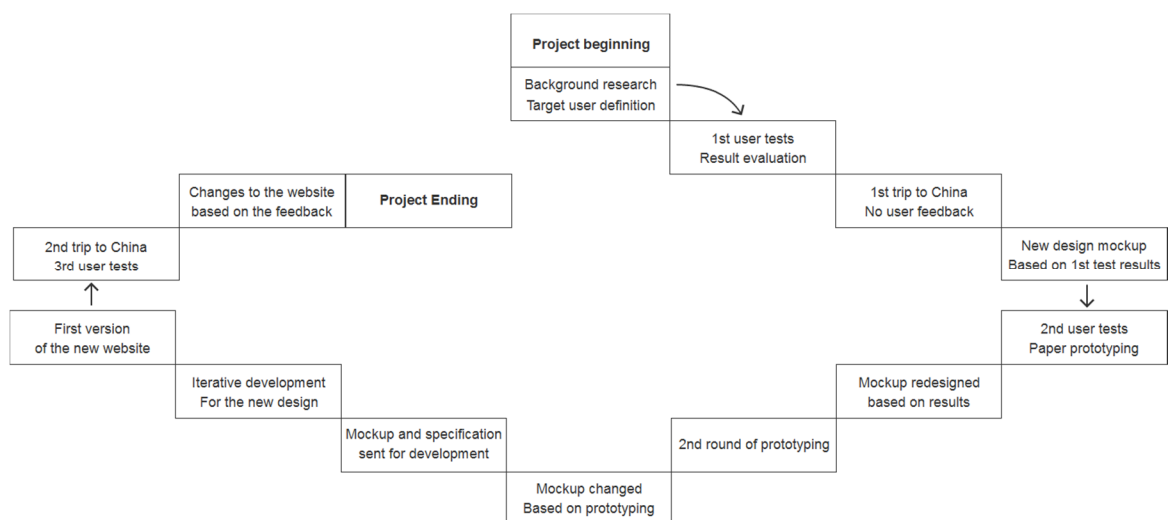 Project beginning
Background research
Target user definition
1st user tests
Result evaluation
1st trip to China
No user feedback
New design mockup
Based on 1st test results
2nd user tests
Paper prototyping
Mockup redesigned
based on results
2nd round of prototyping
Mockup changed
Based on prototyping
Mockup and specification
sent for development
Iterative development
For the new design
First version
of the new website
2nd trip to China
3rd user tests
Changes to the website
based on the feedback
Project Ending